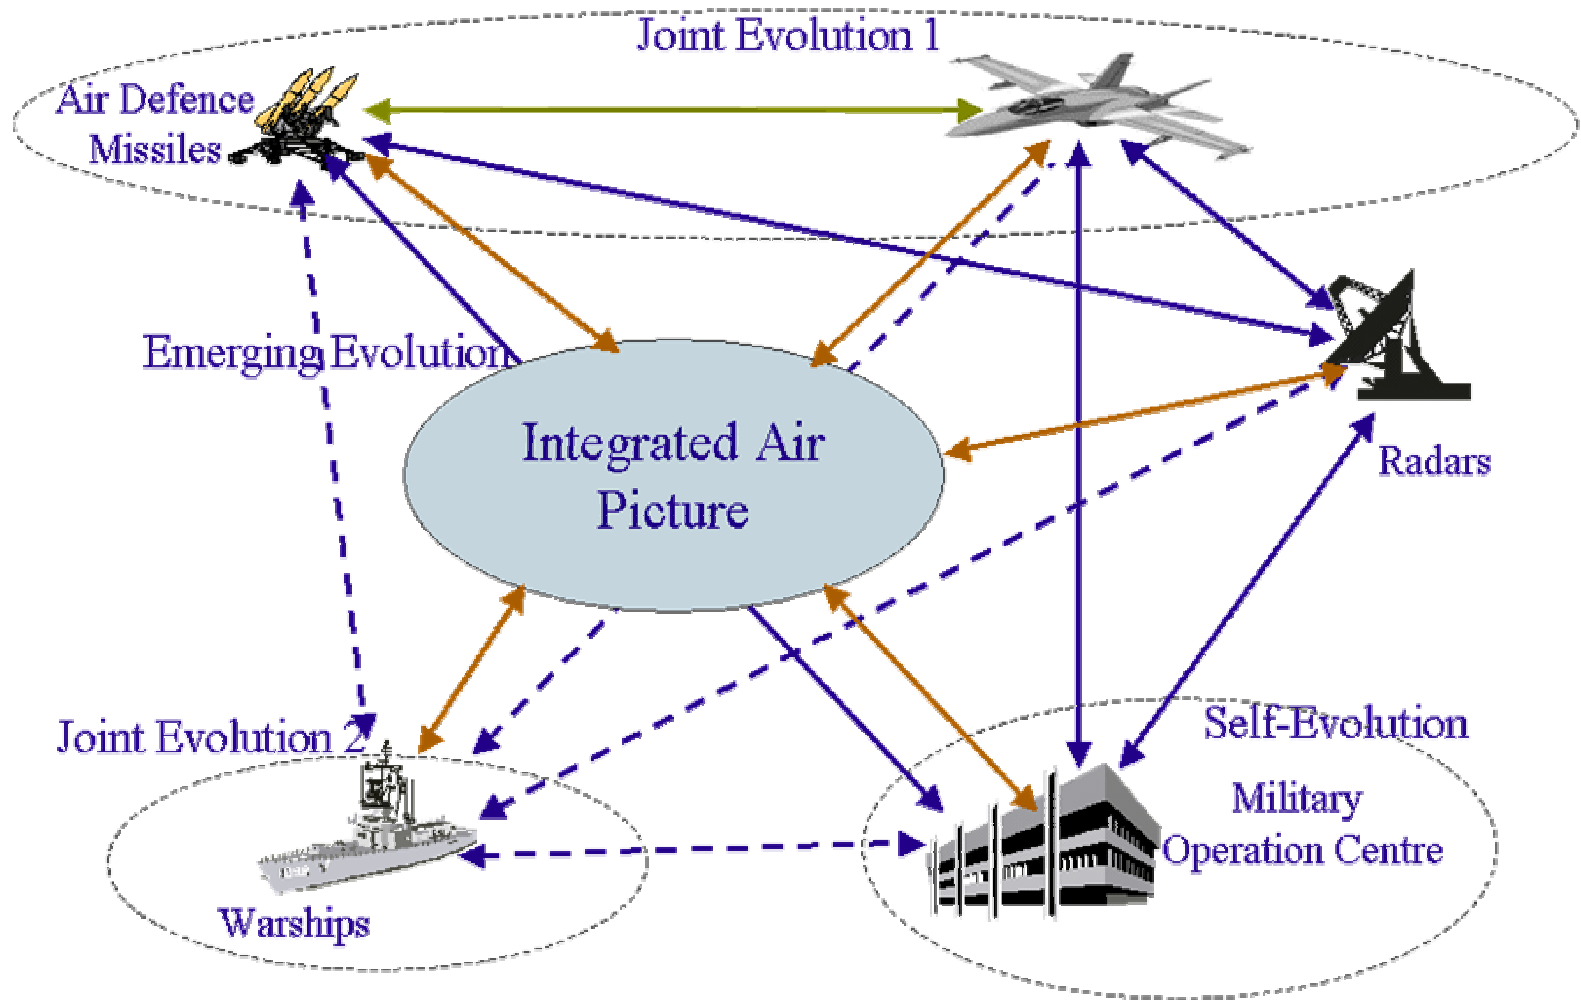 Joint Evolution 1
Air Defence
Missiles
Emerging Evolution
Integrated Air
Picture
Radars
Joint Evolution 2
Self-Evolution
Military
Operation Centre
Warships